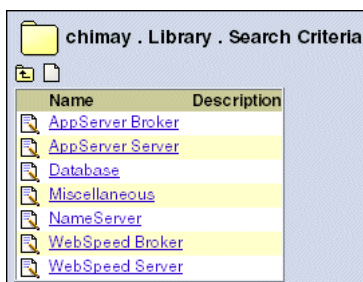 chimay . Library . Search Criteria
Name Description
AppServer Broker
AppServer Server
Database
Miscellaneous
NameServer
WebSpeed Broker
WebSpeed Server